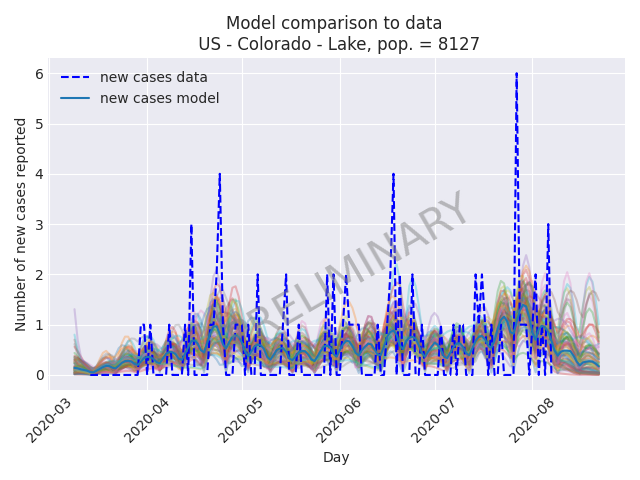 Model comparison to data
US - Colorado - Lake, pop. = 8127
new cases data
new cases model
PRELIMINARY
Number of new cases reported
6
5
4
3
2
1
0
2020-03
2020-04
2020-05
2020-06
2020-07
2020-08
Day